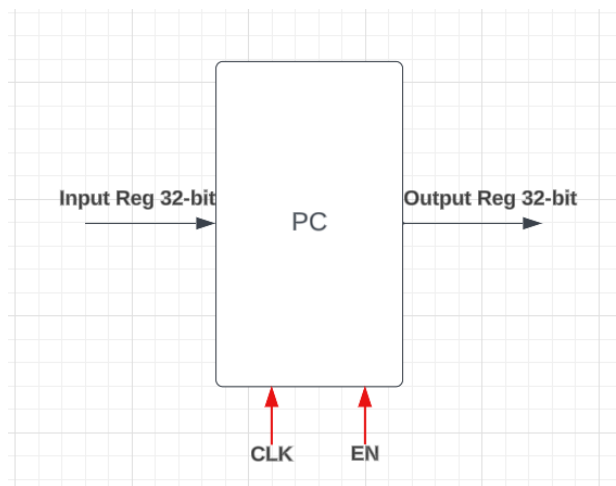 Input Reg 32-bit
PC
Output Reg 32-bit
CLK
EN